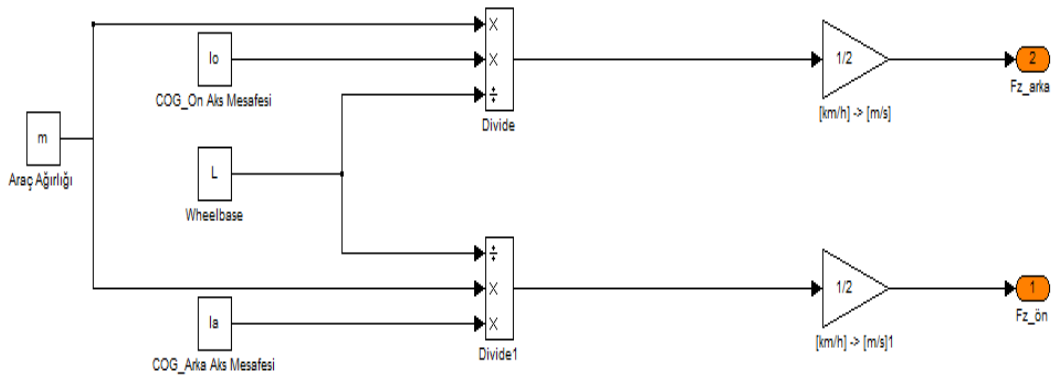 ×
lo
×
1/2
2
COG_On Aks Mesafesi
÷
Fz_arka
Divide
[km/h] -> [m/s]
m
Araç Ağırlığı
L
Wheelbase
÷
×
1/2
1
la
×
Fz_ön
COG_Arka Aks Mesafesi
Divide1
[km/h] -> [m/s]1